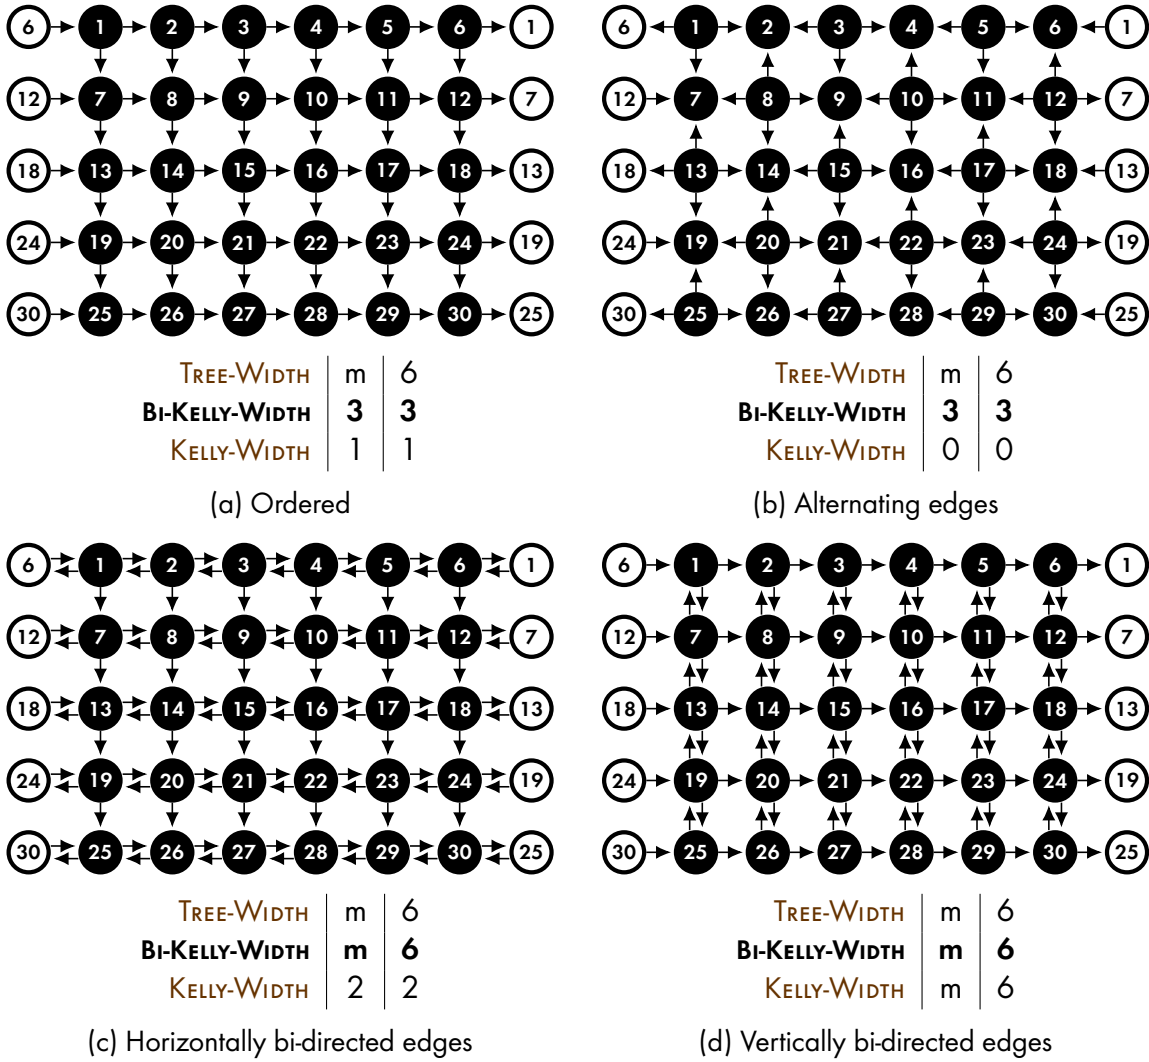 6 1 2 3 4 5 6 1
12 7 8 9 10 11 12 7
18 13 14 15 16 17 18 13
24 19 20 21 22 23 24 19
30 25 26 27 28 29 30 25
Tree-Width m 6
Bi-Kelly-Width 3 3
Kelly-Width 1 1
(a) Ordered
6 1 2 3 4 5 6 1
12 7 8 9 10 11 12 7
18 13 14 15 16 17 18 13
24 19 20 21 22 23 24 19
30 25 26 27 28 29 30 25
Tree-Width m 6
Bi-Kelly-Width 3 3
Kelly-Width 0 0
(b) Alternating edges
6 1 2 3 4 5 6 1
12 7 8 9 10 11 12 7
18 13 14 15 16 17 18 13
24 19 20 21 22 23 24 19
30 25 26 27 28 29 30 25
Tree-Width m 6
Bi-Kelly-Width m 6
Kelly-Width 2 2
(c) Horizontally bi-directed edges
6 1 2 3 4 5 6 1
12 7 8 9 10 11 12 7
18 13 14 15 16 17 18 13
24 19 20 21 22 23 24 19
30 25 26 27 28 29 30 25
Tree-Width m 6
Bi-Kelly-Width m 6
Kelly-Width m 6
(d) Vertically bi-directed edges